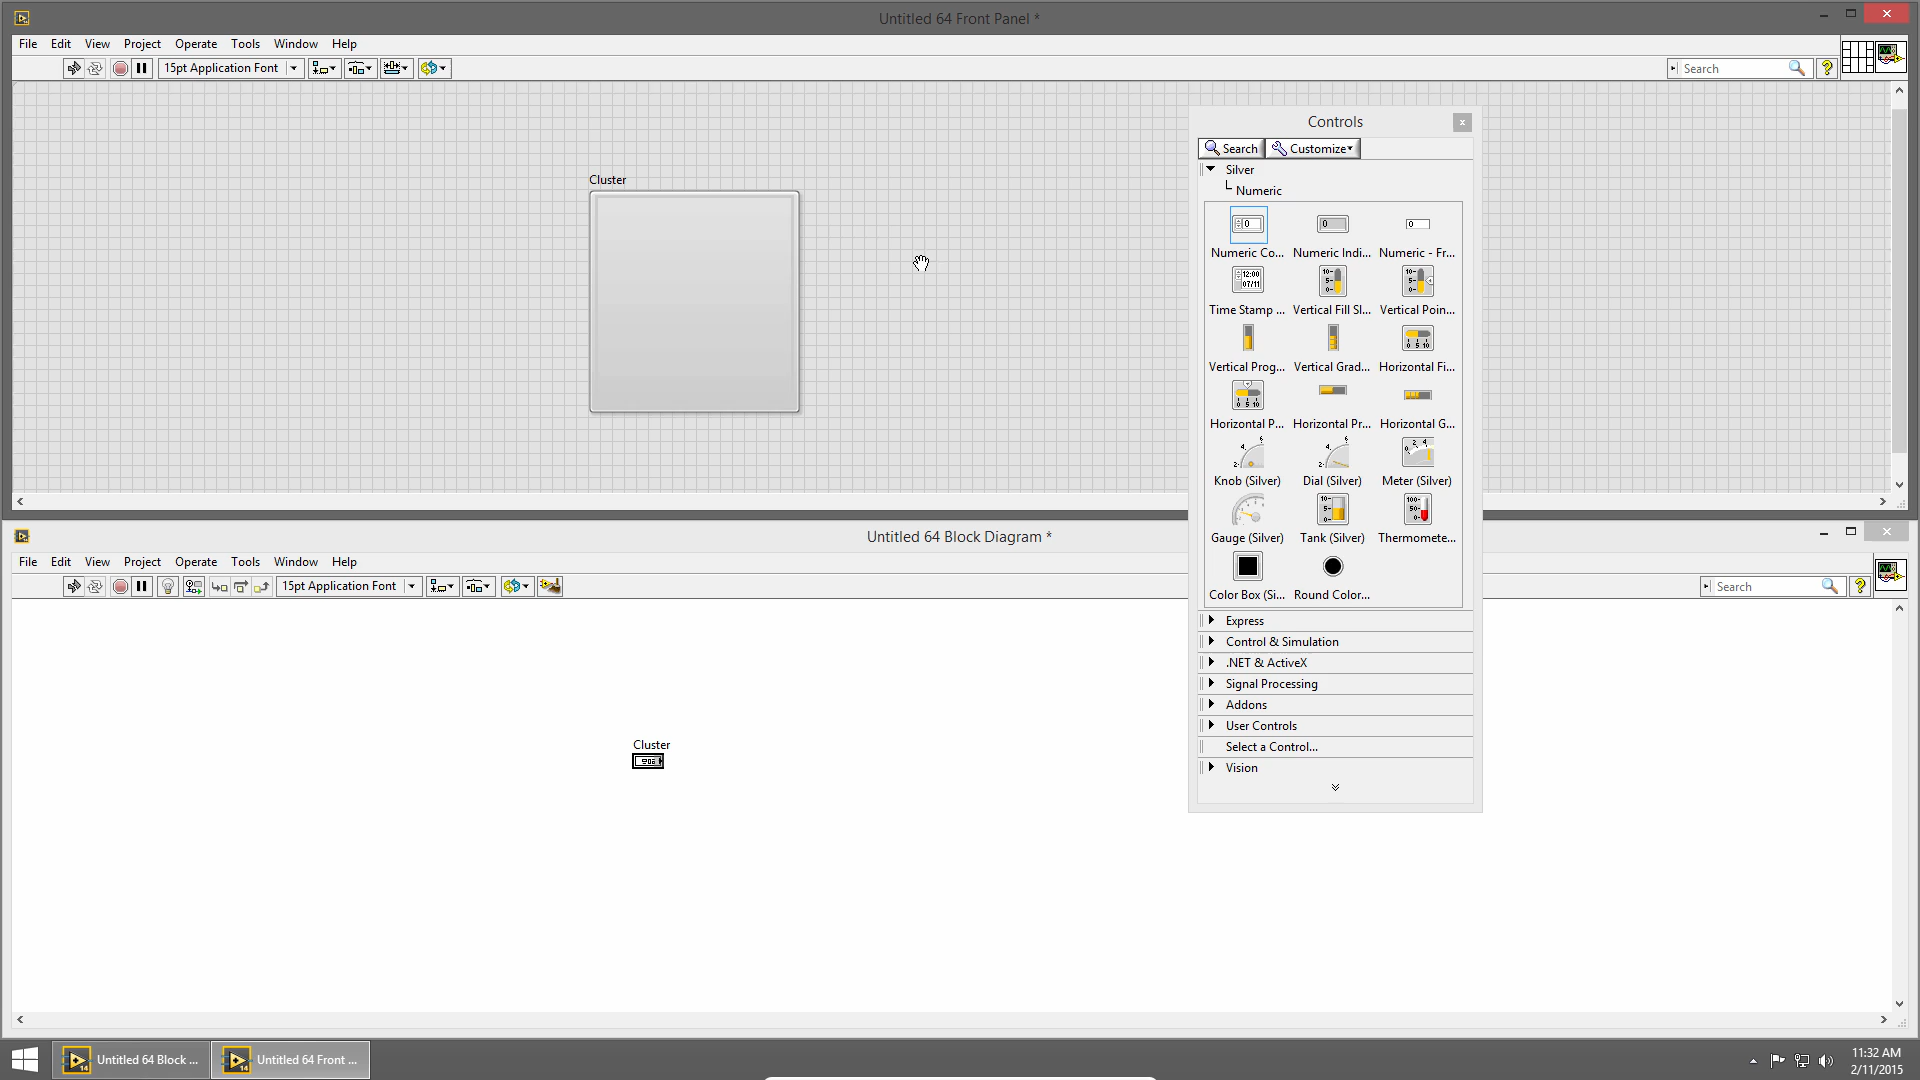 Untitled 64 Front Panel *
File Edit View Project Operate Tools Window Help
15pt Application Font
Search
Cluster
Controls
Search Customize
Silver
Numeric
Numeric Co... Numeric Indi... Numeric - Fr...
Time Stamp ... Vertical Fill Sl... Vertical Poin...
Vertical Prog... Vertical Grad... Horizontal Fi...
Horizontal P... Horizontal Pr... Horizontal G...
Knob (Silver) Dial (Silver) Meter (Silver)
Gauge (Silver) Tank (Silver) Thermomete...
Color Box (Si... Round Color...
Express
Control & Simulation
.NET & ActiveX
Signal Processing
Addons
User Controls
Select a Control...
Vision
Untitled 64 Block Diagram *
File Edit View Project Operate Tools Window Help
15pt Application Font
Search
Cluster
Untitled 64 Block ...
Untitled 64 Front ...
11:32 AM
2/11/2015